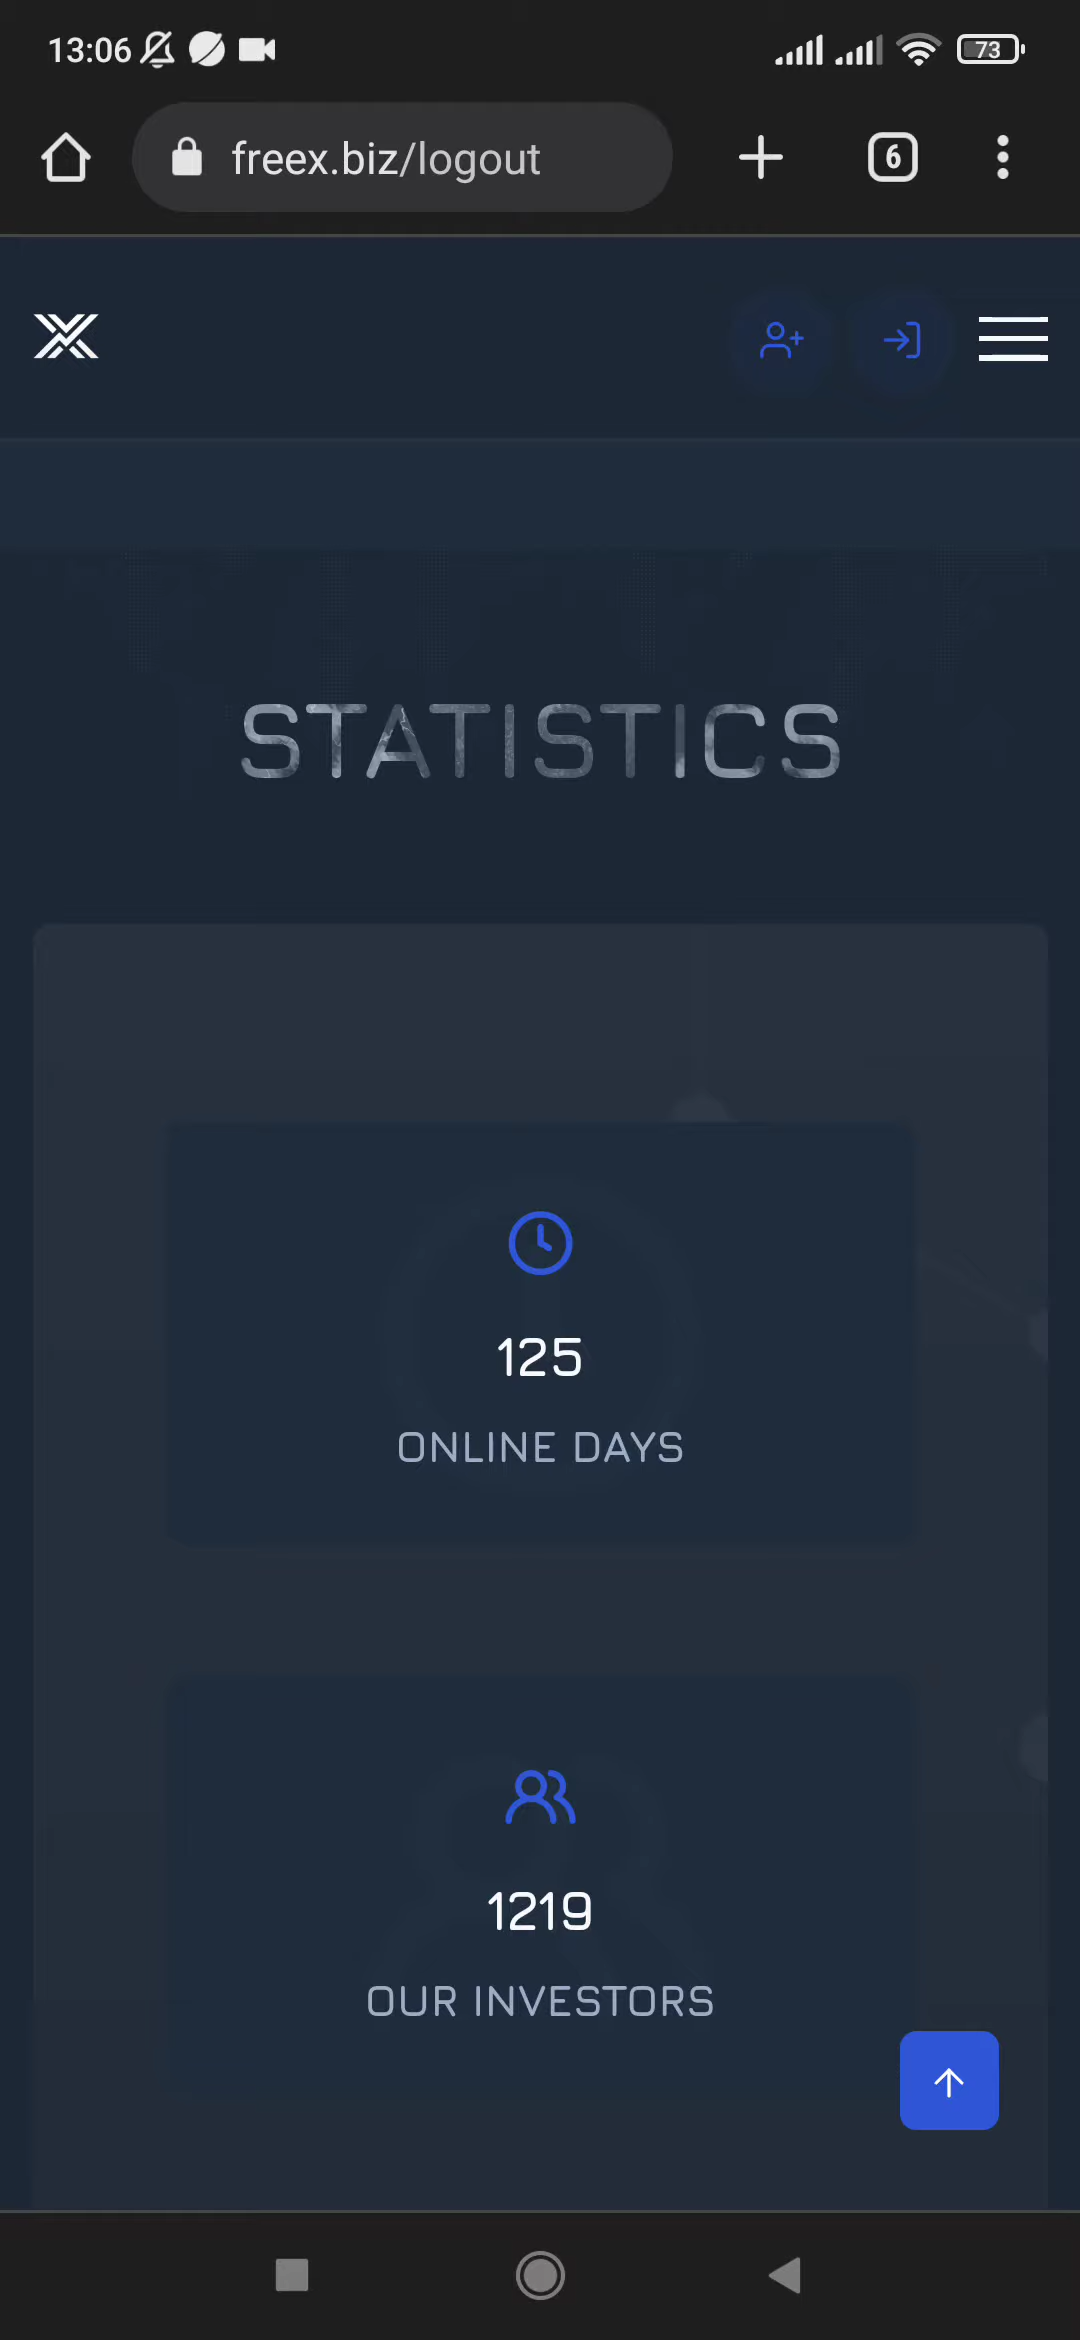 13:06
73
freex.biz/logout
6
STATISTICS
125
ONLINE DAYS
1219
OUR INVESTORS